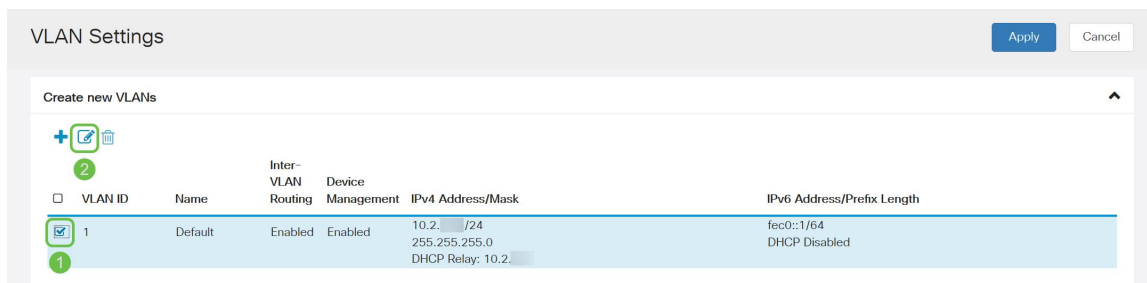 VLAN Settings
Apply
Cancel
Create new VLANs
2
Inter-
VLAN Device
VLAN ID Name Routing Management IPv4 Address/Mask IPv6 Address/Prefix Length
1 Default Enabled Enabled 10.2. /24 fec0::1/64
255.255.255.0 DHCP Disabled
1 DHCP Relay: 10.2.